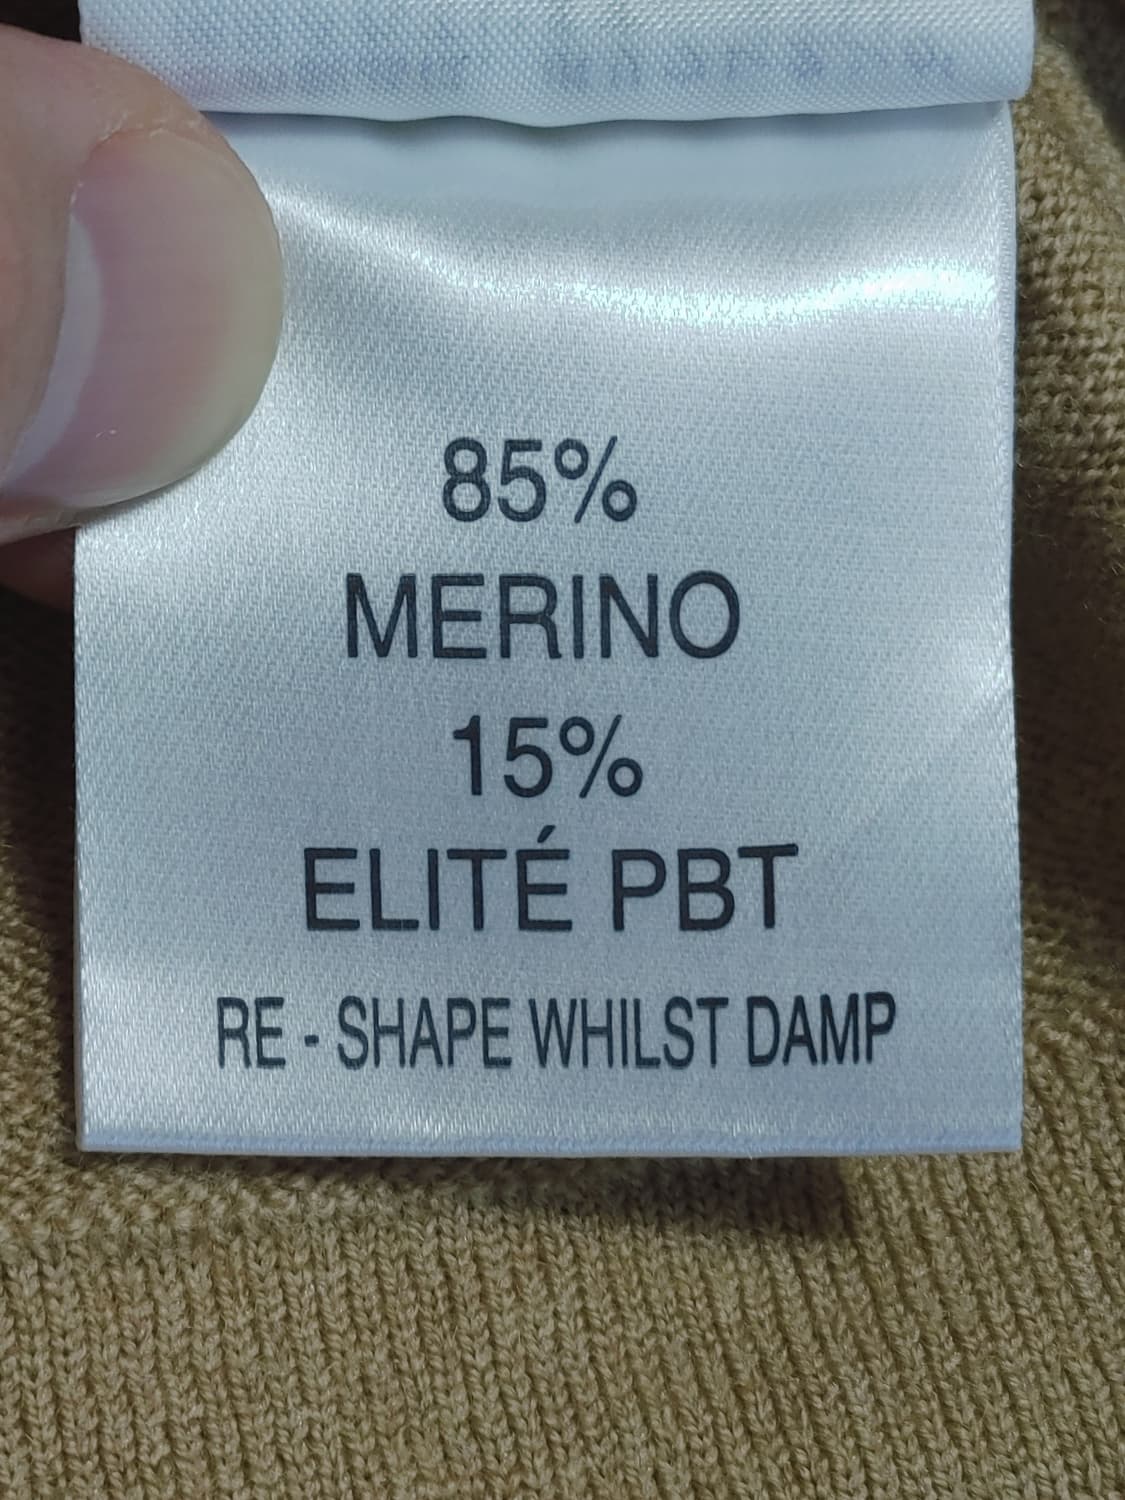 85%
MERINO
15%
ELITÉ PBT
RE - SHAPE WHILST DAMP